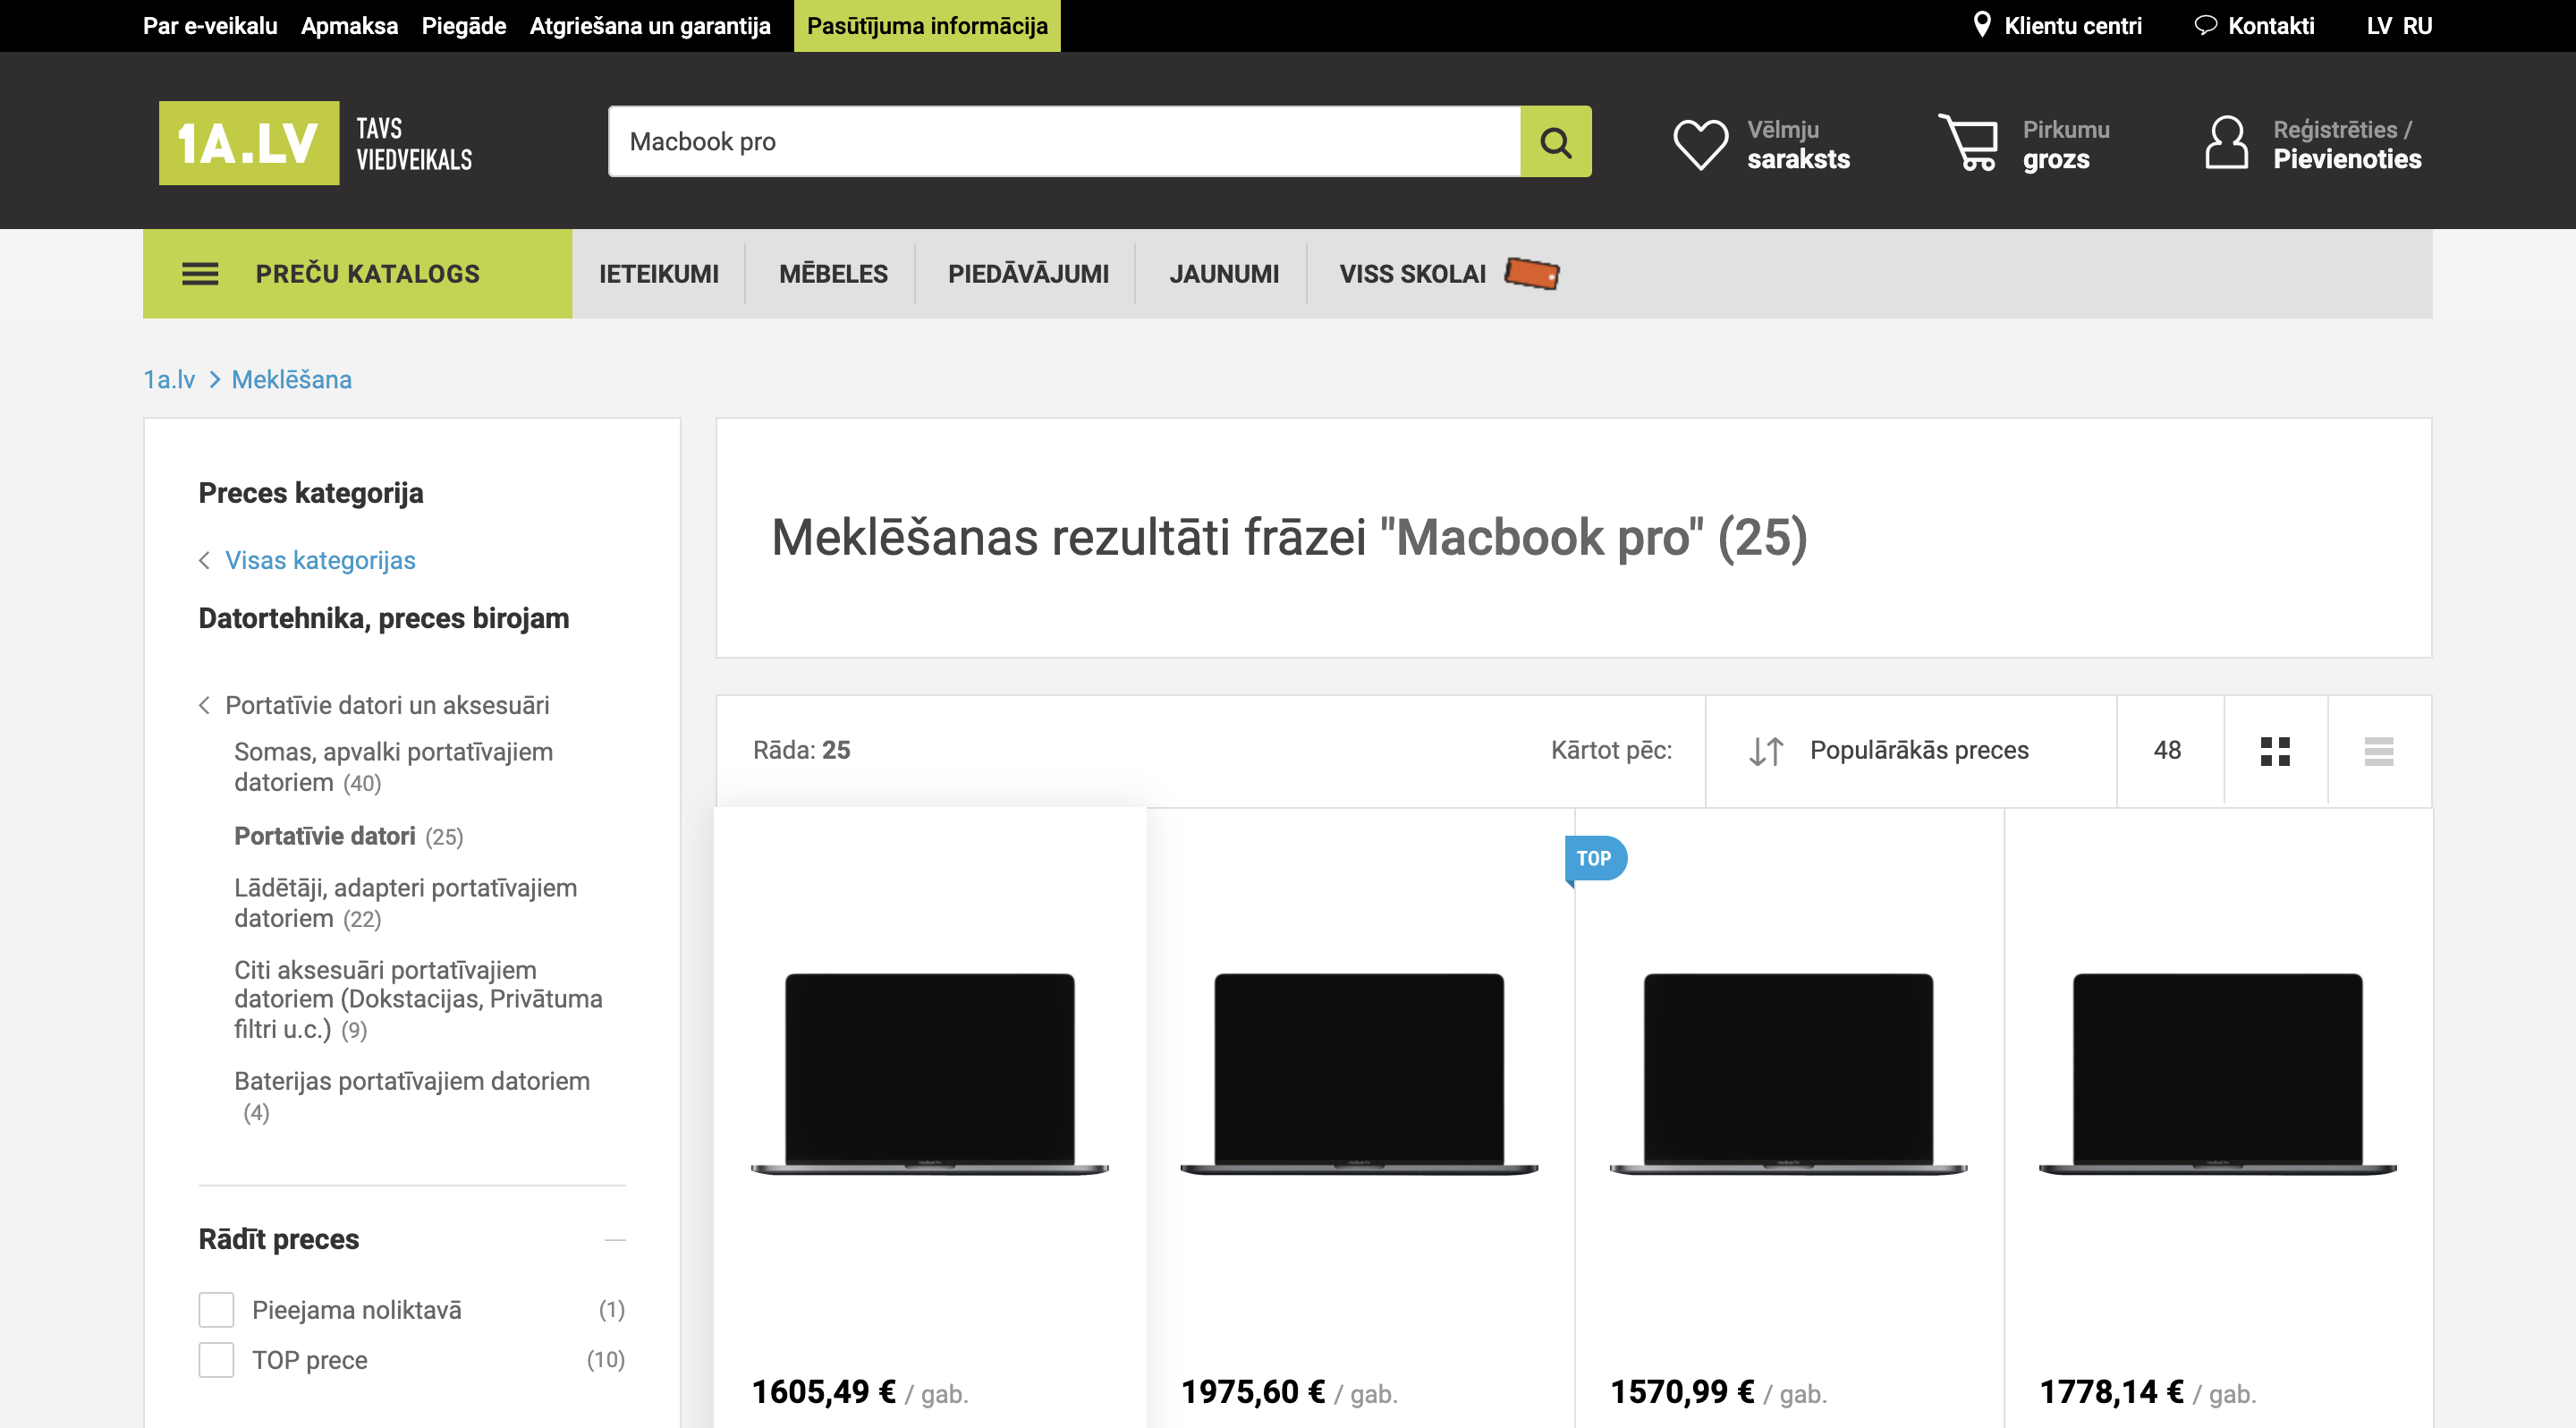 Par e-veikalu Apmaksa Piegāde Atgriešana un garantija Pasūtījuma informācija Klientu centri Kontakti LV RU
1A.LV TAVS VIEDVEIKALS
Macbook pro
Vēlmju saraksts
Pirkumu grozs
Reģistrēties / Pievienoties
PREČU KATALOGS IETEIKUMI MĒBELES PIEDĀVĀJUMI JAUNUMI VISS SKOLAI
1a.lv > Meklēšana
Preces kategorija
Visas kategorijas
Datortehnika, preces birojam
Portatīvie datori un aksesuāri
Somas, apvalki portatīvajiem
datoriem (40)
Portatīvie datori (25)
Lādētāji, adapteri portatīvajiem
datoriem (22)
Citi aksesuāri portatīvajiem
datoriem (Dokstacijas, Privātuma
filtri u.c.) (9)
Baterijas portatīvajiem datoriem
(4)
Rādīt preces
Pieejama noliktavā (1)
TOP prece (10)
Meklēšanas rezultāti frāzei "Macbook pro" (25)
Rāda: 25 Kārtot pēc: Populārākās preces 48
TOP
1605,49 € / gab. 1975,60 € / gab. 1570,99 € / gab. 1778,14 € / gab.